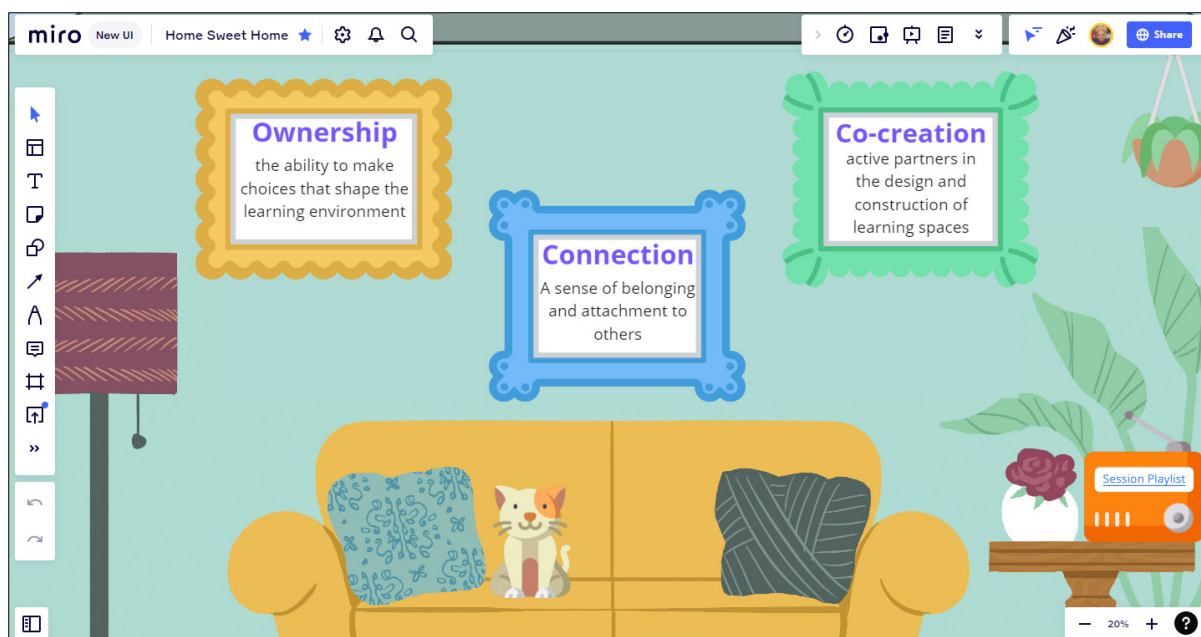 miro New UI Home Sweet Home
Share
Ownership
the ability to make
choices that shape the
learning environment
Co-creation
active partners in
the design and
construction of
learning spaces
Connection
A sense of belonging
and attachment to
others
Session Playlist
20%